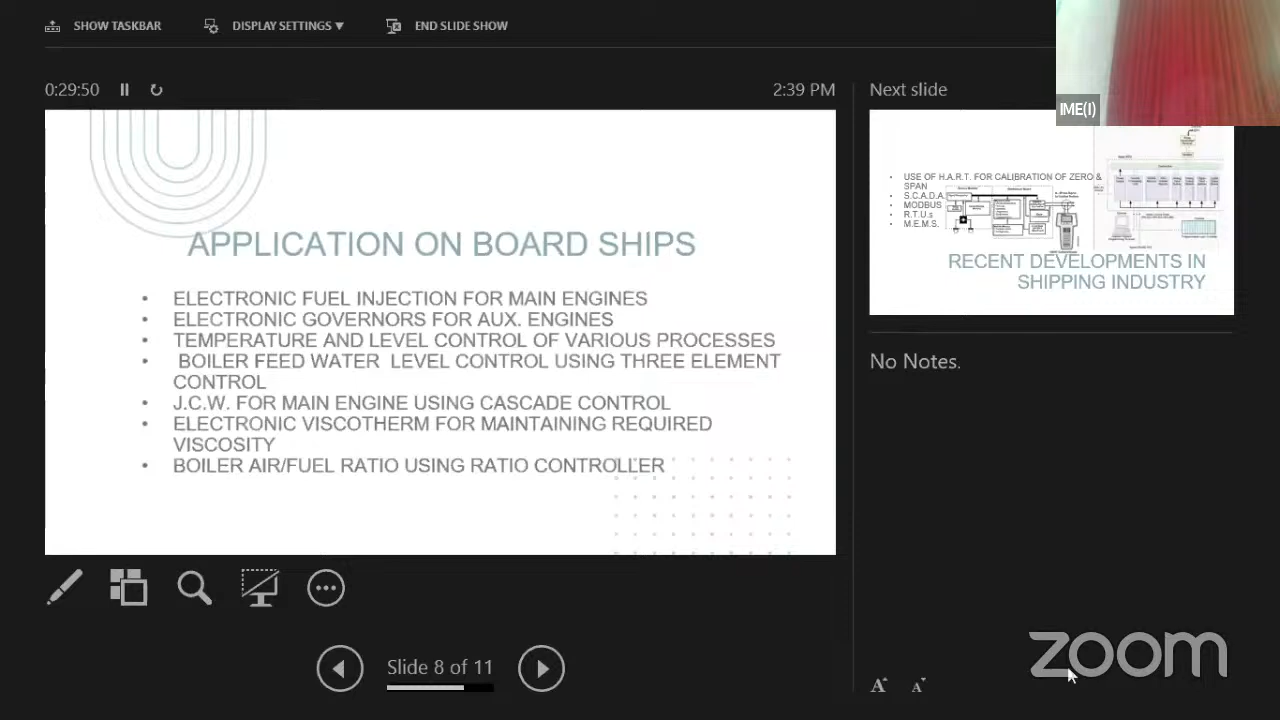 SHOW TASKBAR
DISPLAY SETTINGS
END SLIDE SHOW
IME(I)
0:29:50
2:39 PM
APPLICATION ON BOARD SHIPS
• ELECTRONIC FUEL INJECTION FOR MAIN ENGINES
• ELECTRONIC GOVERNORS FOR AUX. ENGINES
• TEMPERATURE AND LEVEL CONTROL OF VARIOUS PROCESSES
• BOILER FEED WATER LEVEL CONTROL USING THREE ELEMENT
CONTROL
• J.C.W. FOR MAIN ENGINE USING CASCADE CONTROL
• ELECTRONIC VISCOTHERM FOR MAINTAINING REQUIRED
VISCOSITY
• BOILER AIR/FUEL RATIO USING RATIO CONTROLLER
Slide 8 of 11
Next slide
• USE OF H.A.R.T. FOR CALIBRATION OF ZERO &
SPAN
• S.C.A.D.A.
• MODBUS
• R.T.U.s
• M.E.M.S.
RECENT DEVELOPMENTS IN
SHIPPING INDUSTRY
No Notes.
A A
zoom